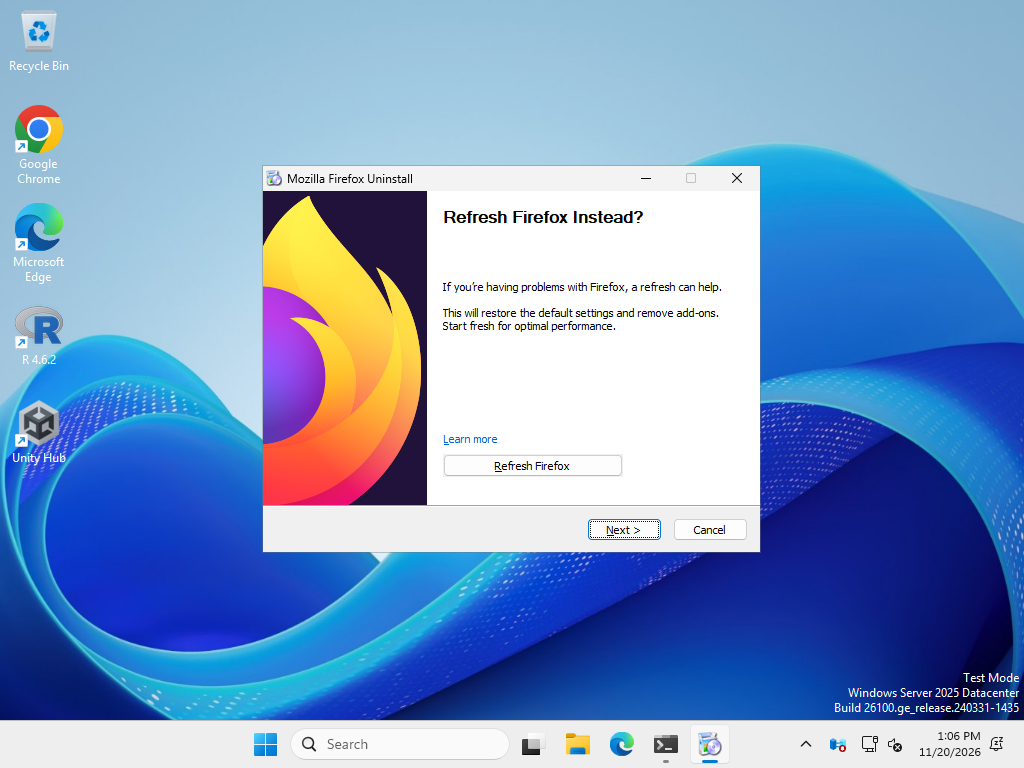 Recycle Bin
Google
Chrome
Microsoft
Edge
R 4.6.2
Unity Hub
Mozilla Firefox Uninstall
Refresh Firefox Instead?
If you're having problems with Firefox, a refresh can help.
This will restore the default settings and remove add-ons.
Start fresh for optimal performance.
Learn more
Refresh Firefox
Next >
Cancel
Test Mode
Windows Server 2025 Datacenter
Build 26100.ge_release.240331-1435
Search
1:06 PM
11/20/2026